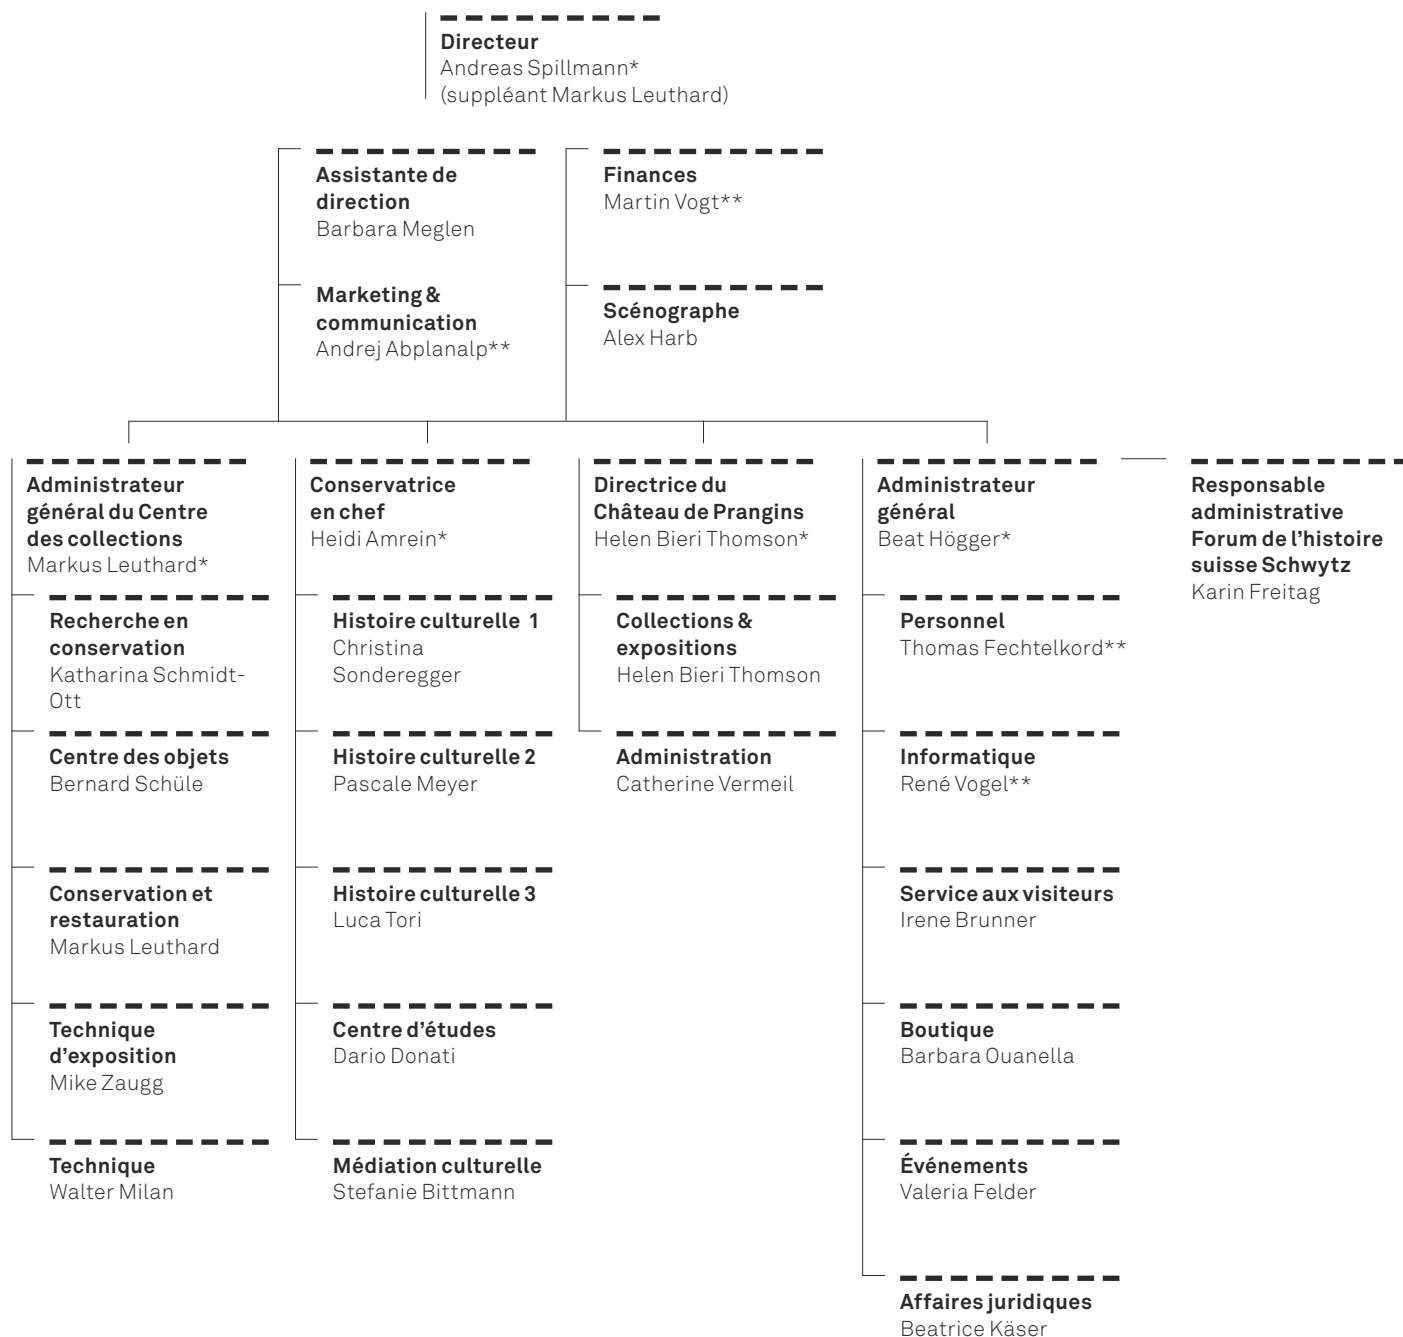 Directeur
Andreas Spillmann*
(suppléant Markus Leuthard)
Assistante de
direction
Barbara Meglen
Finances
Martin Vogt**
Marketing &
communication
Andrej Abplanalp**
Scénographe
Alex Harb
Administrateur
général du Centre
des collections
Markus Leuthard*
Recherche en
conservation
Katharina Schmidt-
Ott
Centre des objets
Bernard Schüle
Conservation et
restauration
Markus Leuthard
Technique
d’exposition
Mike Zaugg
Technique
Walter Milan
Conservatrice
en chef
Heidi Amrein*
Histoire culturelle 1
Christina
Sonderegger
Histoire culturelle 2
Pascale Meyer
Histoire culturelle 3
Luca Tori
Centre d’études
Dario Donati
Médiation culturelle
Stefanie Bittmann
Directrice du
Château de Prangins
Helen Bieri Thomson*
Collections &
expositions
Helen Bieri Thomson
Administration
Catherine Vermeil
Administrateur
général
Beat Högger*
Personnel
Thomas Fechtelkord**
Informatique
René Vogel**
Service aux visiteurs
Irene Brunner
Boutique
Barbara Quanella
Événements
Valeria Felder
Affaires juridiques
Beatrice Käser
Responsable
administrative
Forum de l’histoire
suisse Schwytz
Karin Freitag